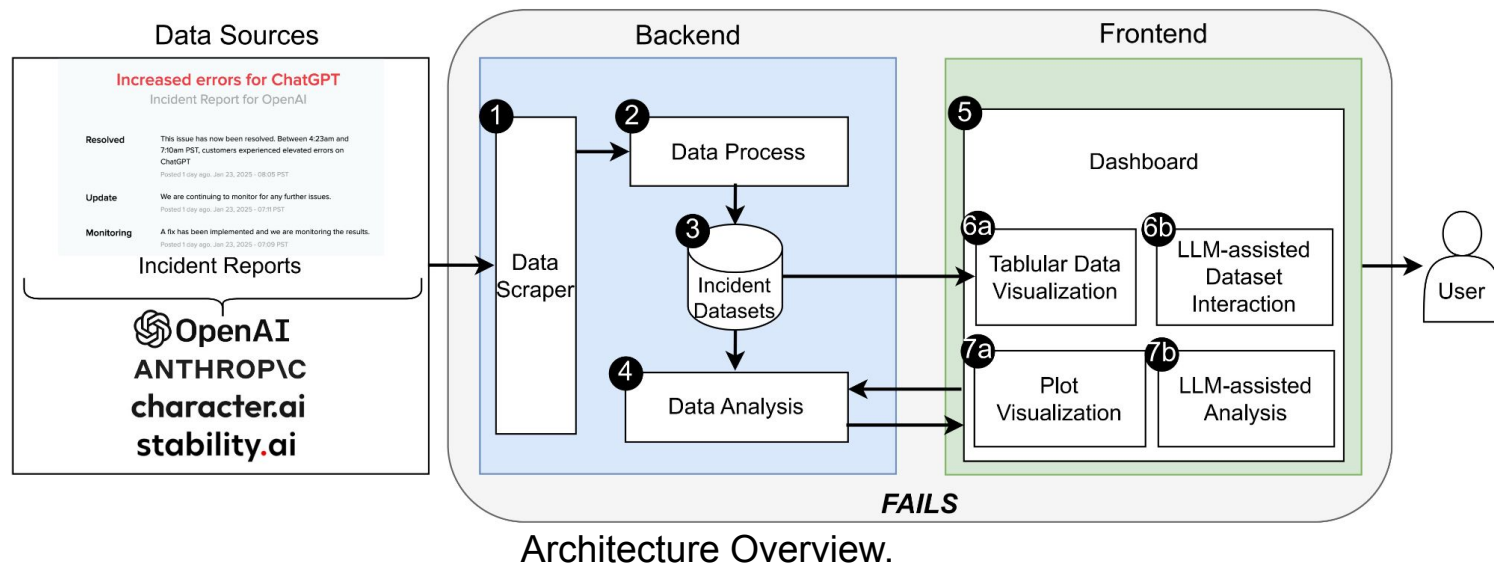 Data Sources
Increased errors for ChatGPT
Incident Report for OpenAI
Resolved
This issue has now been resolved. Between 4:23am and
7:10am PST, customers experienced elevated errors on
ChatGPT
Posted 1 day ago. Jan 23, 2025 - 08:05 PST
Update
We are continuing to monitor for any further issues.
Posted 1 day ago. Jan 23, 2025 - 07:11 PST
Monitoring
A fix has been implemented and we are monitoring the results.
Posted 1 day ago. Jan 23, 2025 - 07:09 PST
Incident Reports
OpenAI
ANTHROP\C
character.ai
stability.ai
Backend
1
Data
Scraper
2
Data Process
3
Incident
Datasets
4
Data Analysis
Frontend
5
Dashboard
6a
Tablular Data
Visualization
6b
LLM-assisted
Dataset
Interaction
7a
Plot
Visualization
7b
LLM-assisted
Analysis
User
FAILS
Architecture Overview.